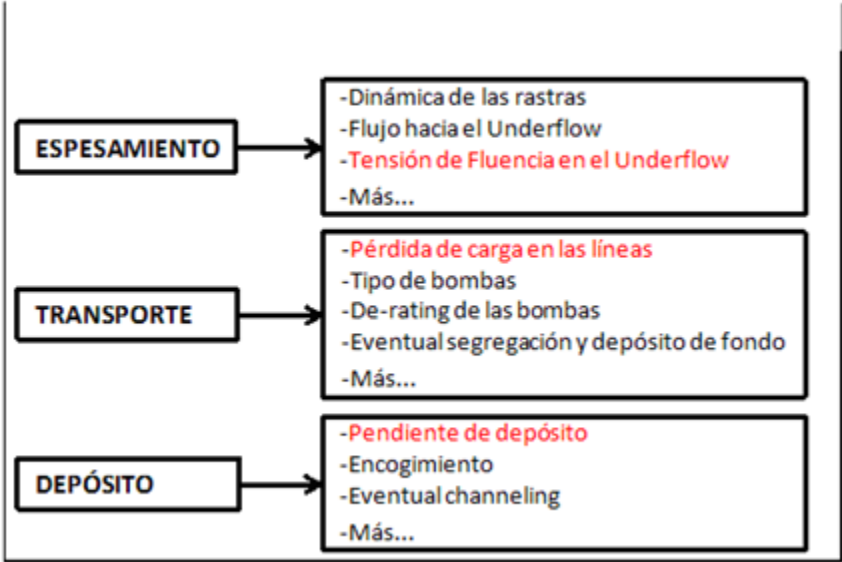 ESPESAMIENTO
-Dinámica de las rastras
-Flujo hacia el Underflow
-Tensión de Fluencia en el Underflow
-Más...
TRANSPORTE
-Pérdida de carga en las líneas
-Tipo de bombas
-De-rating de las bombas
-Eventual segregación y depósito de fondo
-Más...
DEPÓSITO
-Pendiente de depósito
-Encogimiento
-Eventual channeling
-Más...